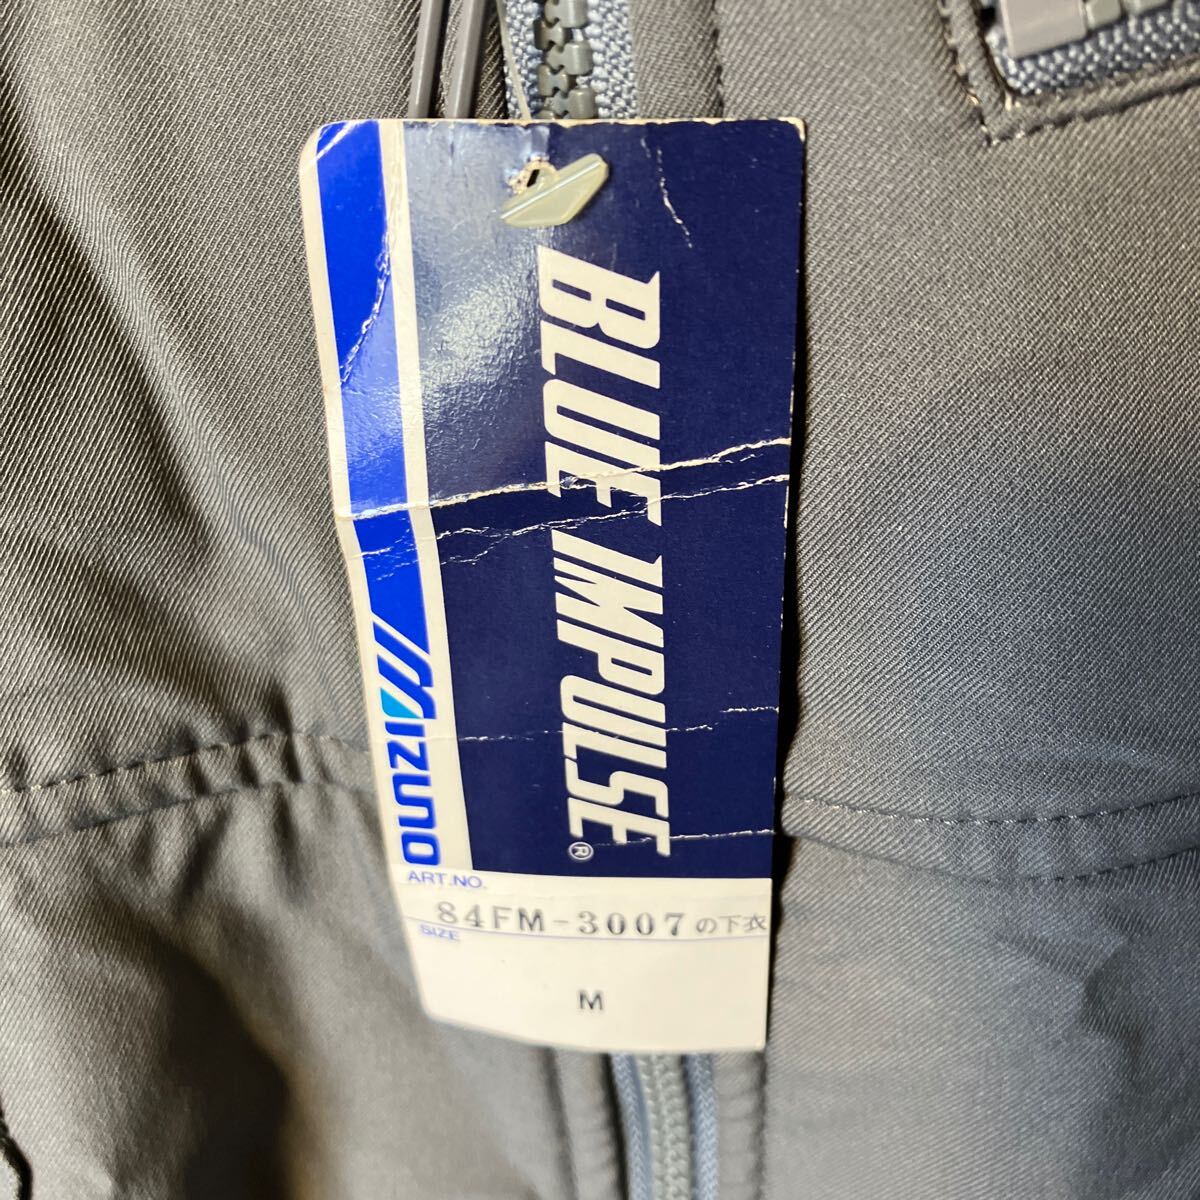 BLUE IMPULSE®
MIZUNO
ART.NO.
84FM-3007の下衣
SIZE
M